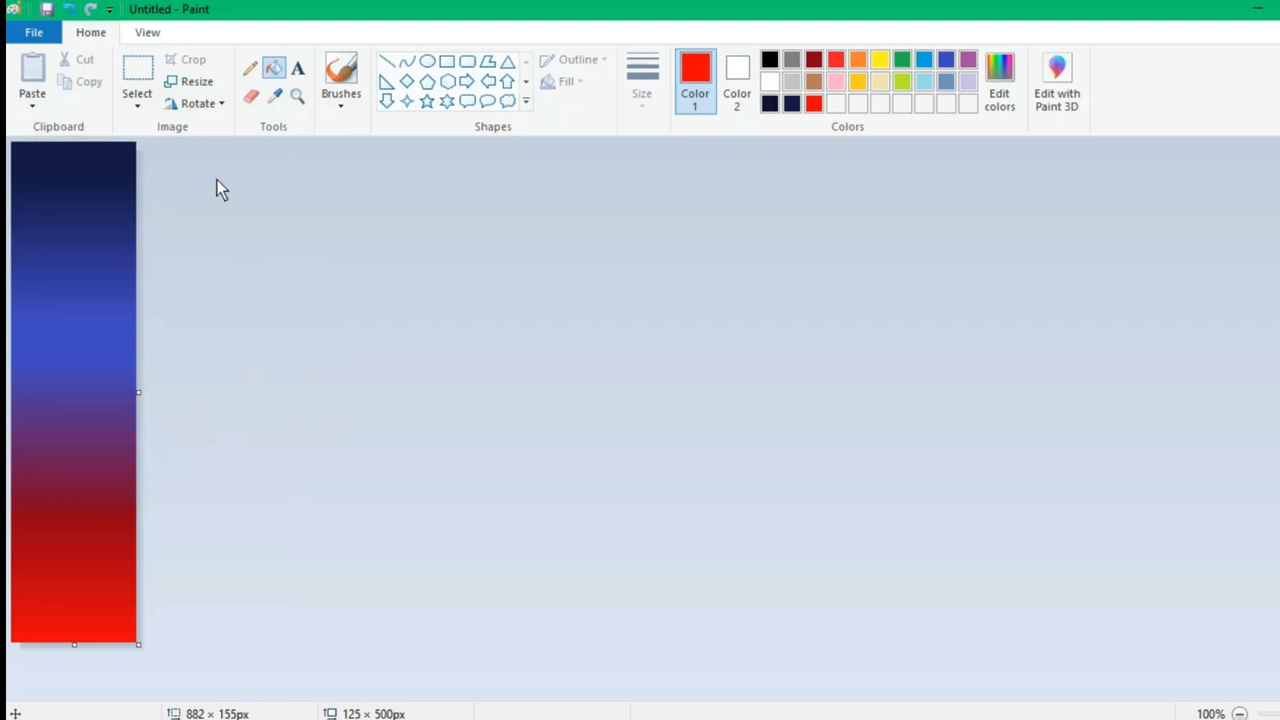 Untitled - Paint
File Home View
Paste Cut Copy Select Crop Resize Rotate A Brushes Outline Fill Size Color 1 Color 2 Edit colors Edit with Paint 3D
Clipboard Image Tools Shapes Colors
882 × 155px 125 × 500px 100%